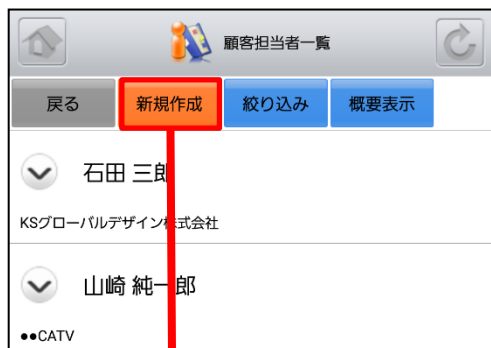 顧客担当者一覧
戻る 新規作成 絞り込み 概要表示
石田 三郎
KSグローバルデザイン株式会社
山崎 純一郎
●●CATV